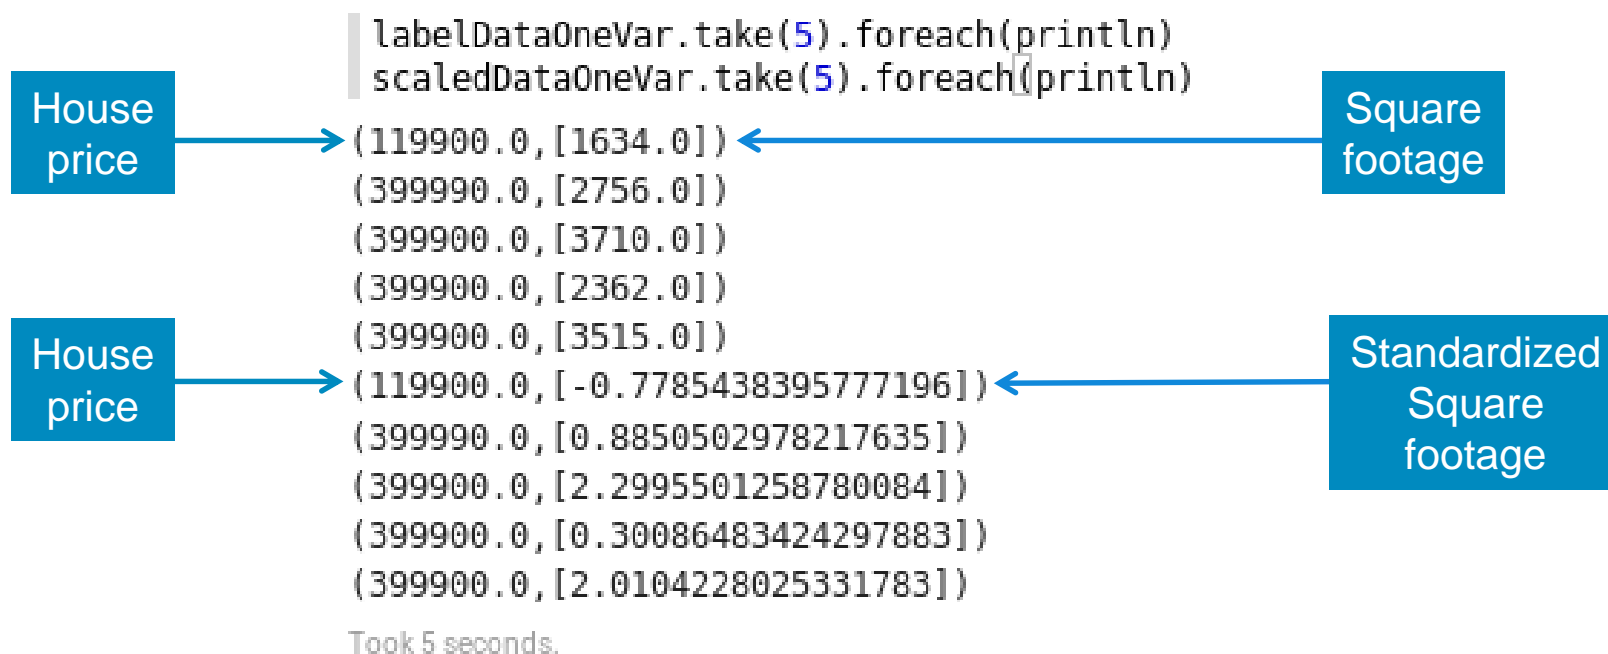 labelDataOneVar.take(5).foreach(println)
scaledDataOneVar.take(5).foreach(println)
House
price
(119900.0,[1634.0])
Square
footage
(399990.0,[2756.0])
(399900.0,[3710.0])
(399900.0,[2362.0])
(399900.0,[3515.0])
House
price
(119900.0,[-0.7785438395777196])
Standardized
Square
footage
(399990.0,[0.8850502978217635])
(399900.0,[2.2995501258780084])
(399900.0,[0.30086483424297883])
(399900.0,[2.0104228025331783])
Took 5 seconds.